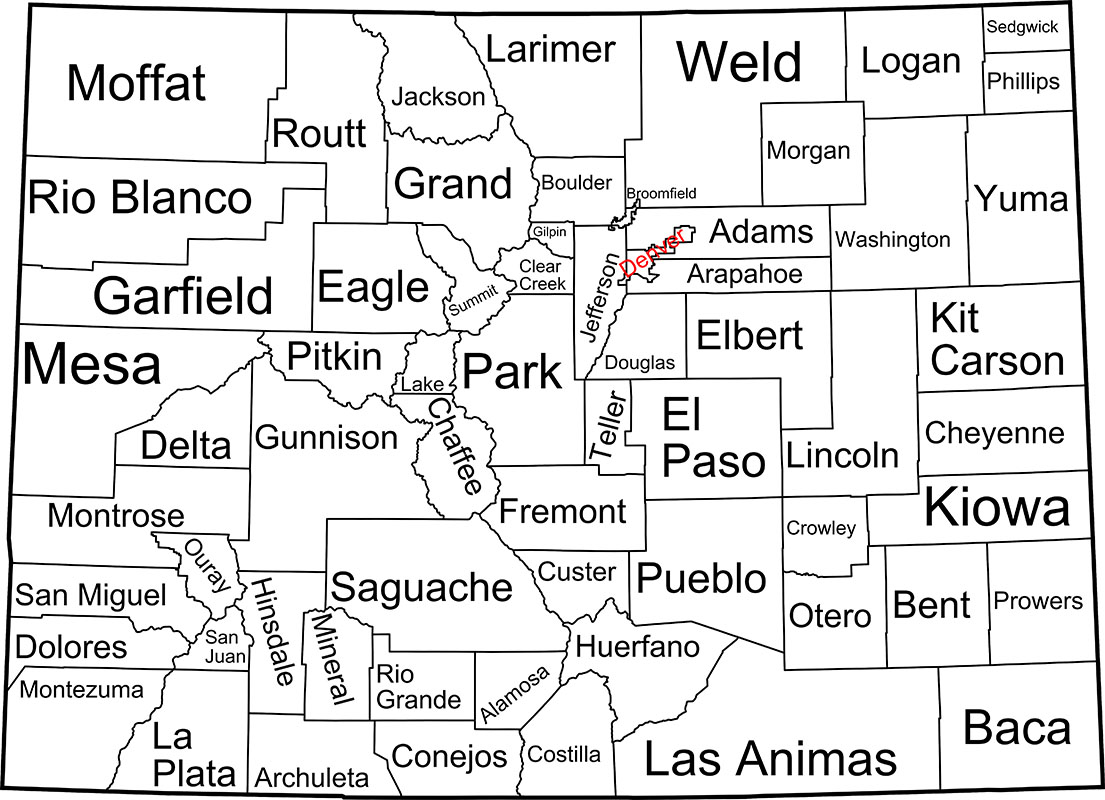 Sedgwick
Larimer
Weld
Logan
Moffat
Phillips
Jackson
Routt
Morgan
Grand
Boulder
Broomfield
Rio Blanco
Yuma
Gilpin
Adams
Washington
Denver
Clear
Creek
Arapahoe
Garfield
Eagle
Summit
Jefferson
Kit
Carson
Elbert
Mesa
Pitkin
Lake
Park
Douglas
Delta
Gunnison
Chaffee
Teller
El
Paso
Lincoln
Cheyenne
Montrose
Fremont
Kiowa
Crowley
Ouray
Saguache
Custer
Pueblo
San Miguel
Hinsdale
Otero
Bent
Prowers
Dolores
San
Juan
Mineral
Huerfano
Montezuma
Rio
Grande
Alamosa
La
Plata
Archuleta
Conejos
Costilla
Las Animas
Baca